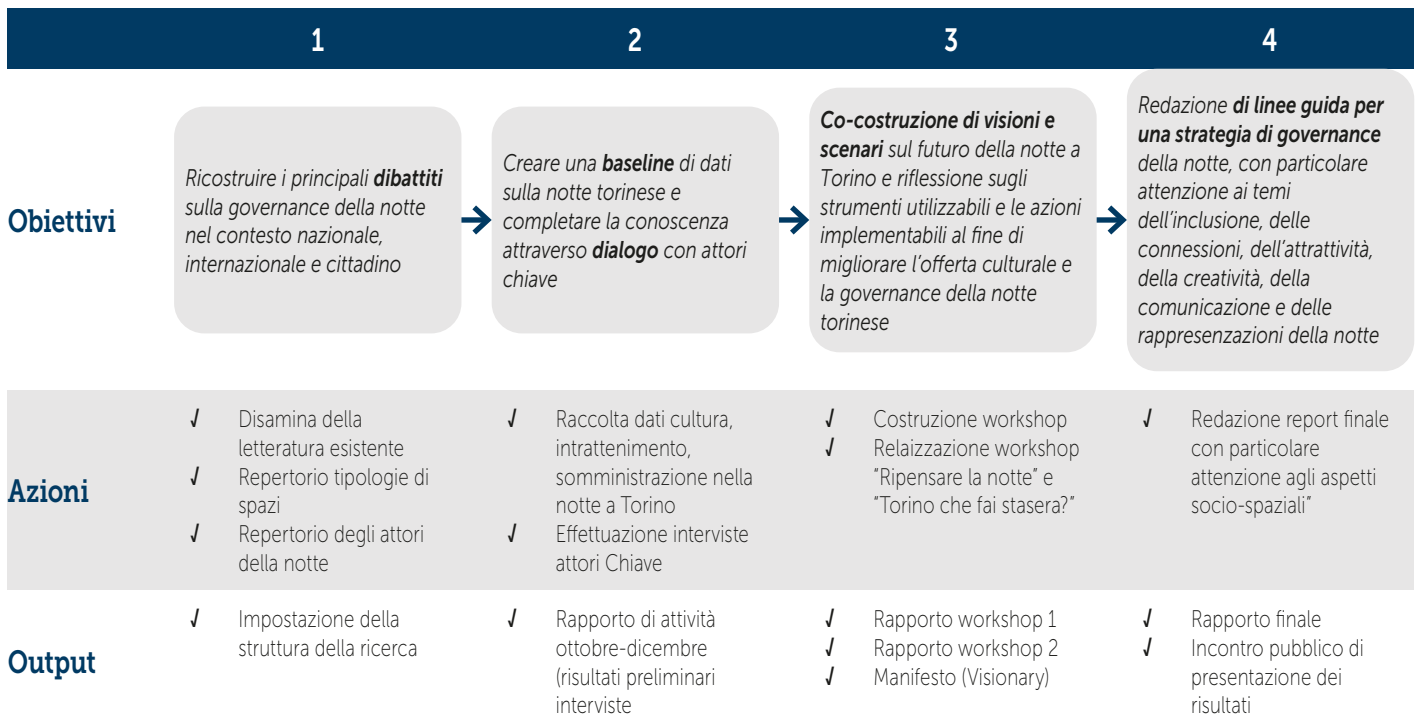 1
2
3
4
Obiettivi
Ricostruire i principali dibattiti
sulla governance della notte
nel contesto nazionale,
internazionale e cittadino
Creare una baseline di dati
sulla notte torinese e
completare la conoscenza
attraverso dialogo con attori
chiave
Co-costruzione di visioni e
scenari sul futuro della notte a
Torino e riflessione sugli
strumenti utilizzabili e le azioni
implementabili al fine di
migliorare l'offerta culturale e
la governance della notte
torinese
Redazione di linee guida per
una strategia di governance
della notte, con particolare
attenzione ai temi
dell'inclusione, delle
connessioni, dell'attrattività,
della creatività, della
comunicazione e delle
rappresenzazioni della notte
Azioni
√ Disamina della
letteratura esistente
√ Repertorio tipologie di
spazi
√ Repertorio degli attori
della notte
√ Raccolta dati cultura,
intrattenimento,
somministrazione nella
notte a Torino
√ Effettuazione interviste
attori Chiave
√ Costruzione workshop
√ Relaizzazione workshop
"Ripensare la notte" e
"Torino che fai stasera?"
√ Redazione report finale
con particolare
attenzione agli aspetti
socio-spaziali"
Output
√ Impostazione della
struttura della ricerca
√ Rapporto di attività
ottobre-dicembre
(risultati preliminari
interviste
√ Rapporto workshop 1
√ Rapporto workshop 2
√ Manifesto (Visionary)
√ Rapporto finale
√ Incontro pubblico di
presentazione dei
risultati